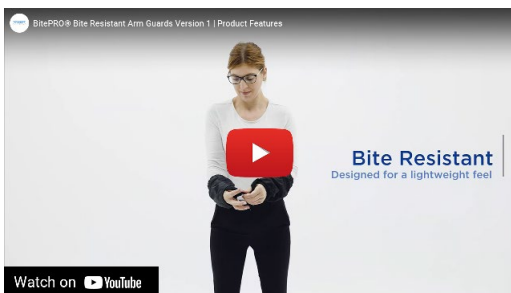 BitePRO® Bite Resistant Arm Guards Version 1 | Product Features
Bite Resistant
Designed for a lightweight feel
Watch on YouTube